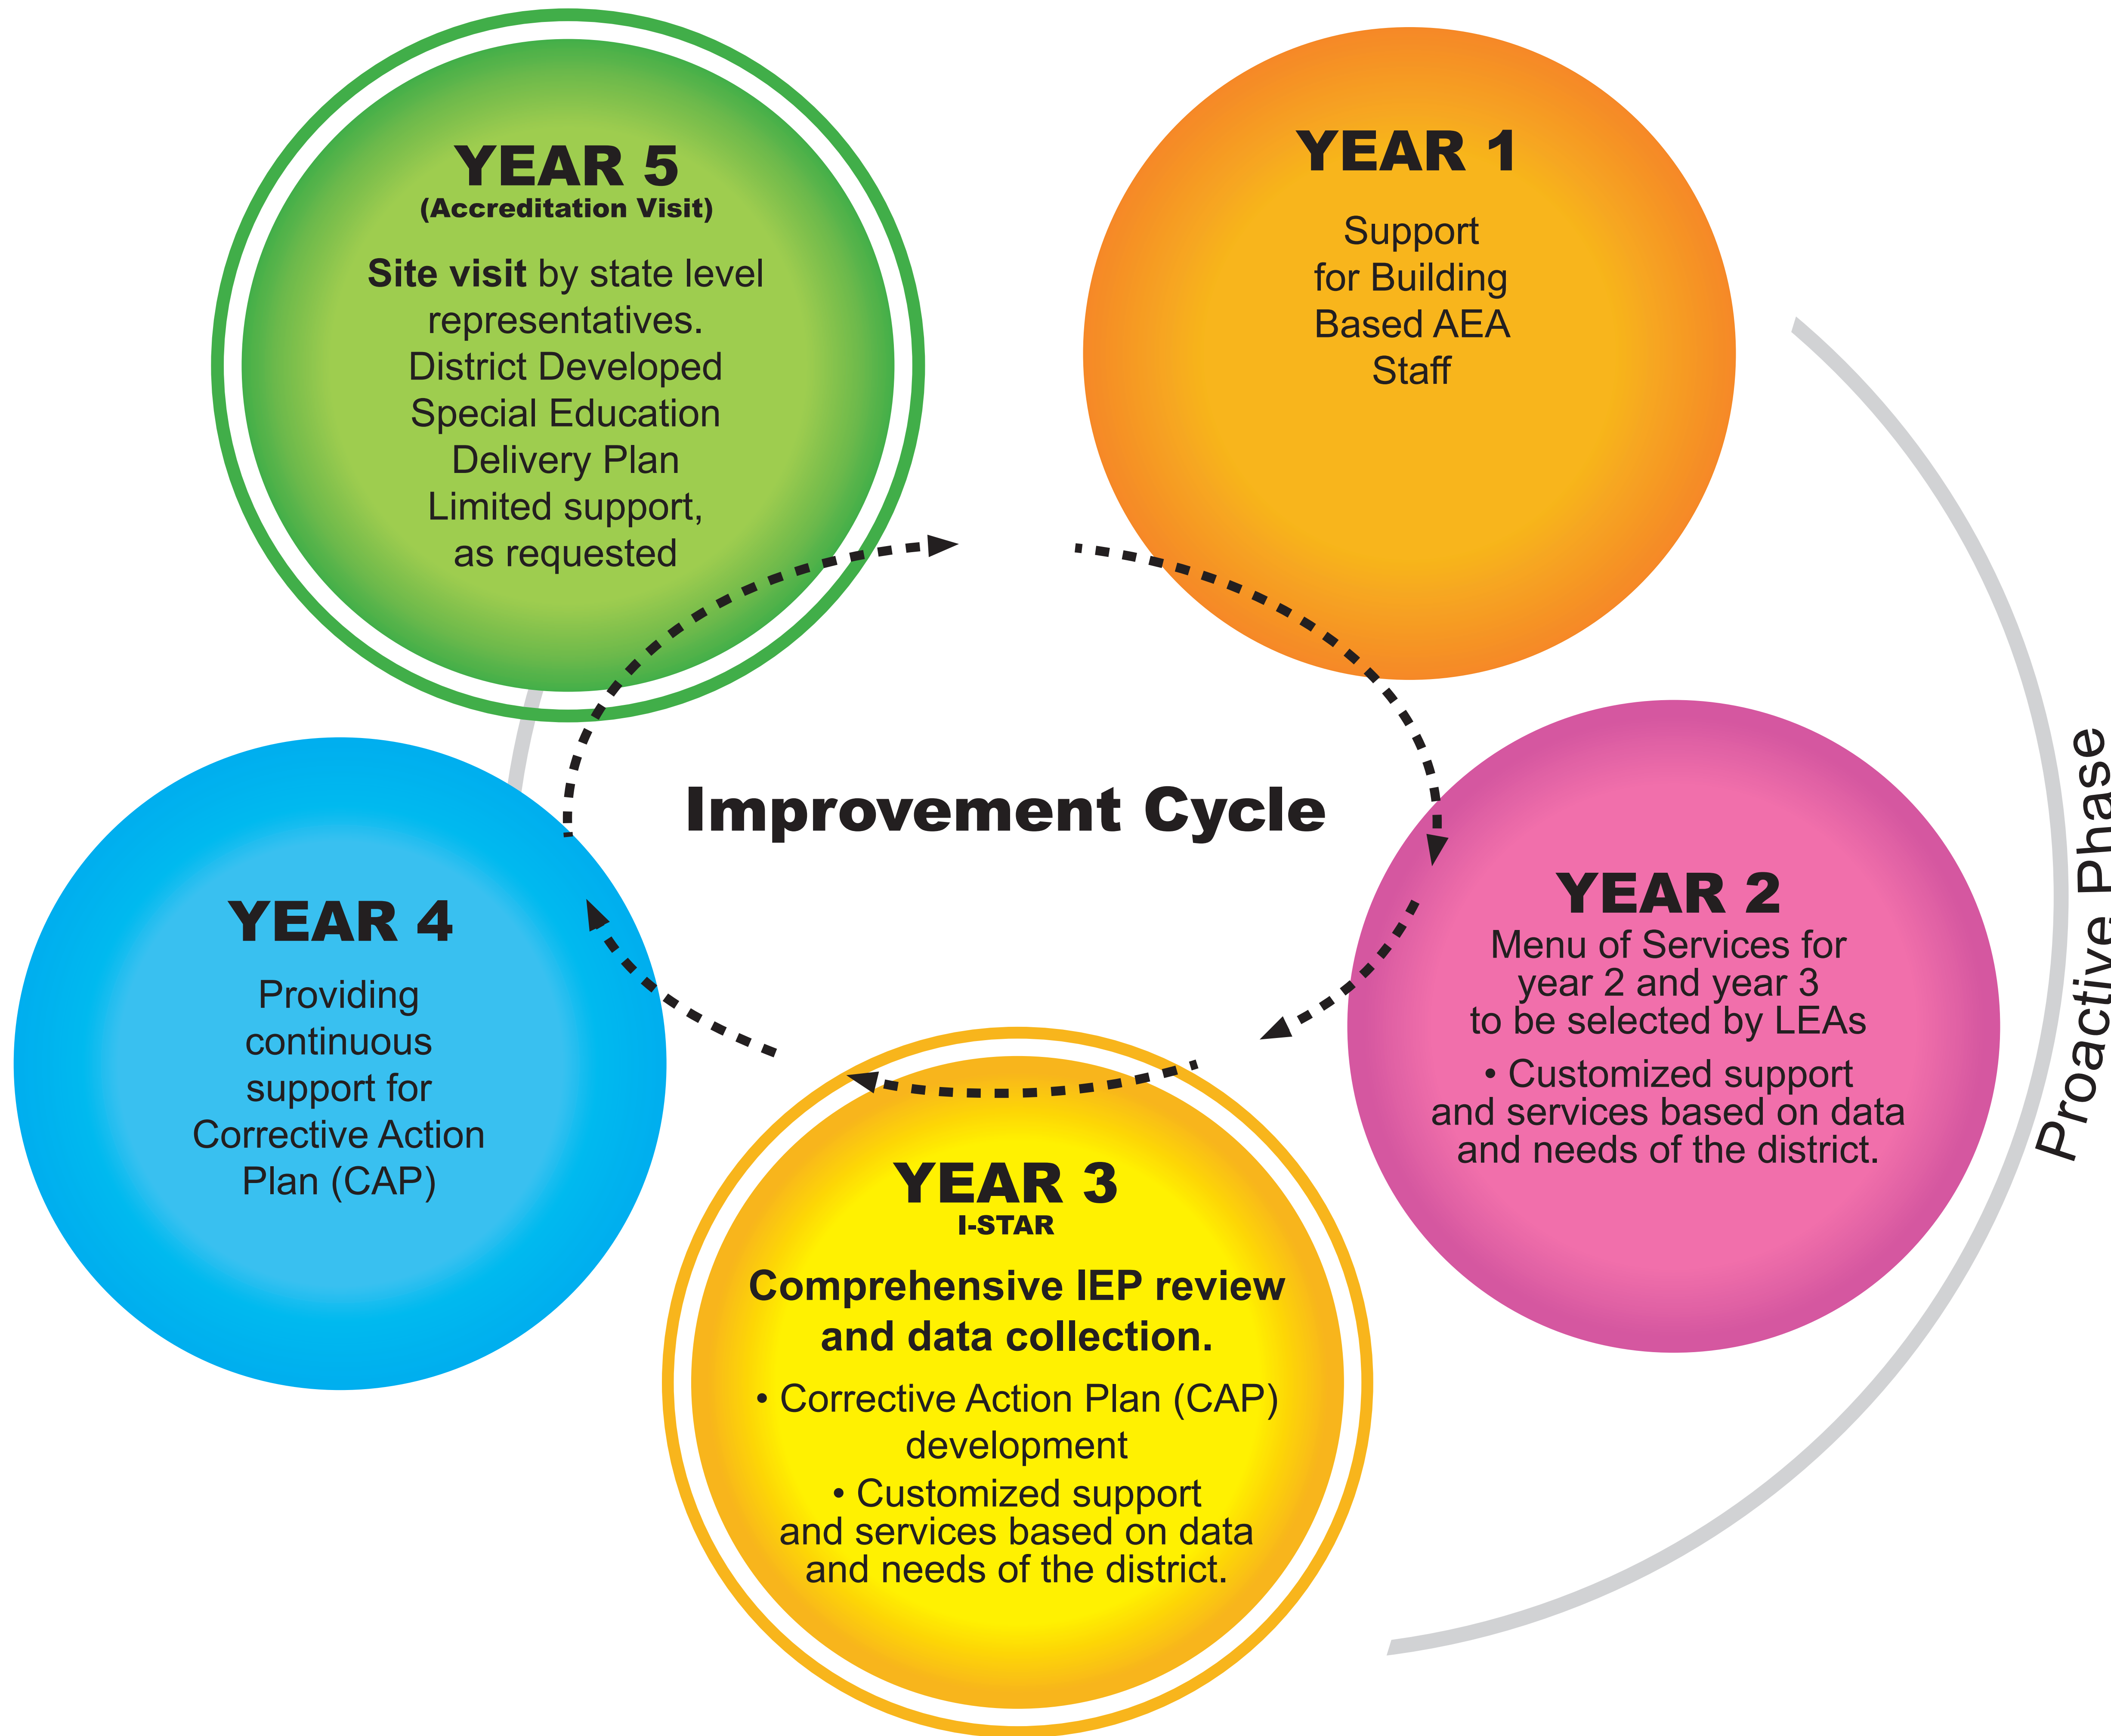 YEAR 5
(Accreditation Visit)
Site visit by state level
representatives.
District Developed
Special Education
Delivery Plan
Limited support,
as requested
YEAR 1
Support
for Building
Based AEA
Staff
Improvement Cycle
YEAR 2
Menu of Services for
year 2 and year 3
to be selected by LEAs
• Customized support
and services based on data
and needs of the district.
Proactive Phase
YEAR 3
I-STAR
Comprehensive IEP review
and data collection.
• Corrective Action Plan (CAP)
development
• Customized support
and services based on data
and needs of the district.
YEAR 4
Providing
continuous
support for
Corrective Action
Plan (CAP)